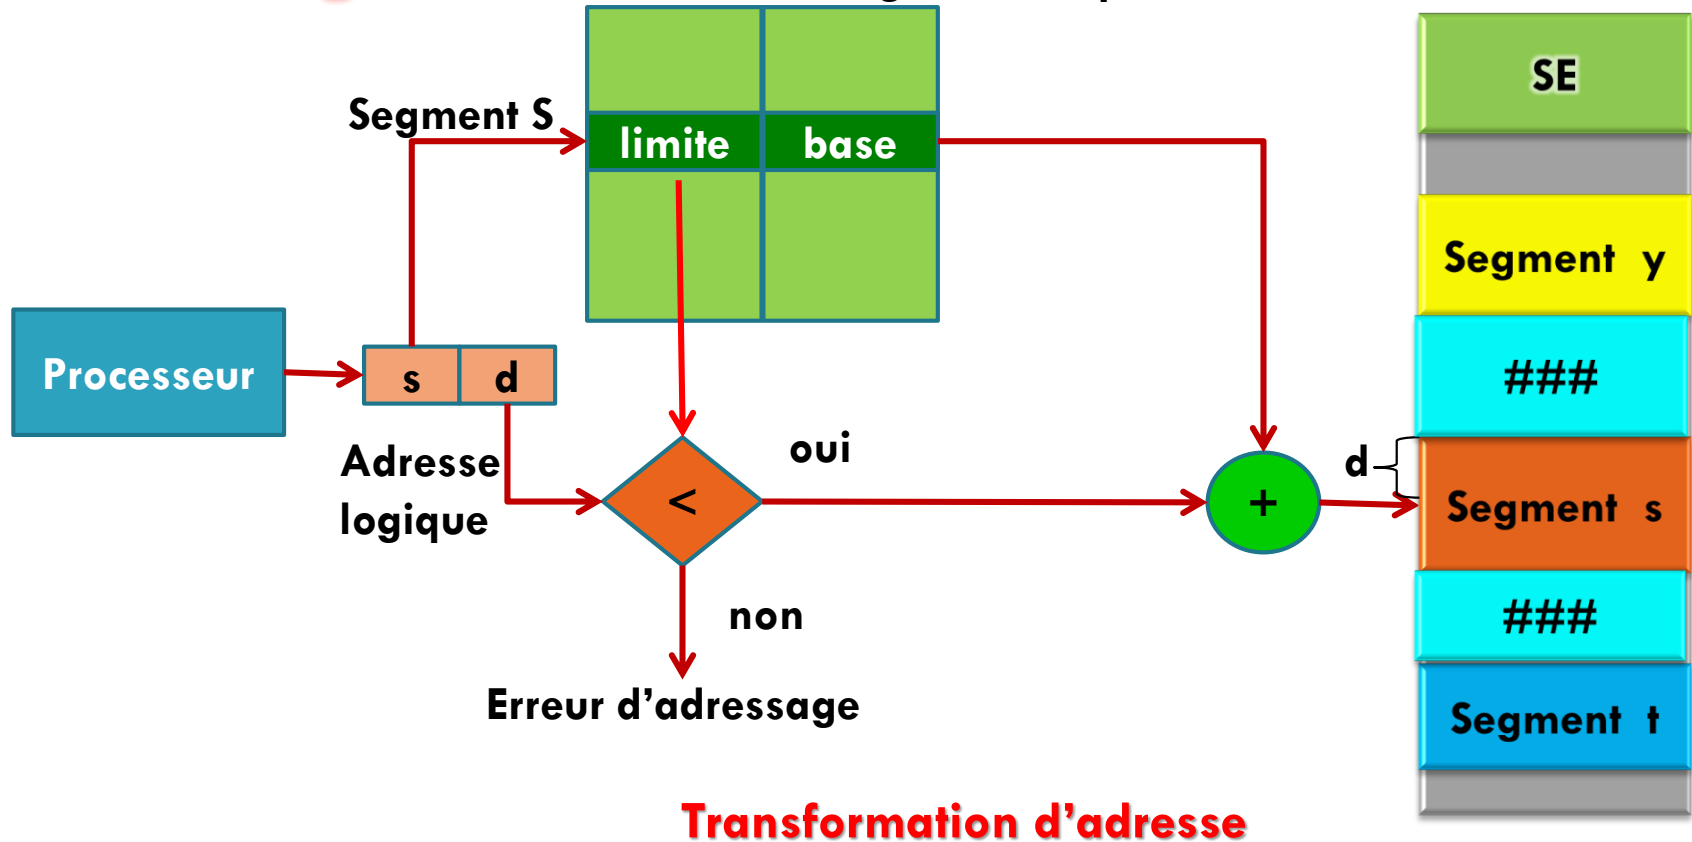 Segment S
limite
base
Processeur
s
d
Adresse
logique
<
oui
+
non
Erreur d'adressage
SE
Segment y
###
d
Segment s
###
Segment t
Transformation d'adresse